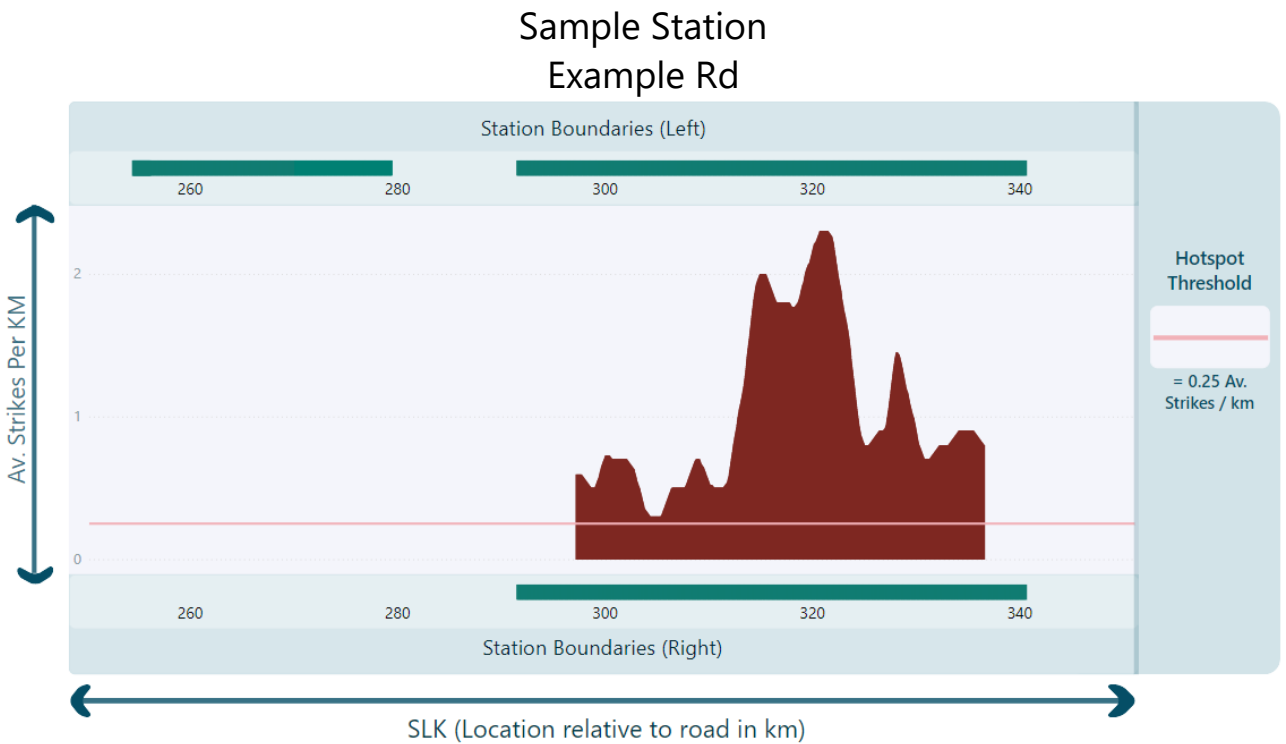 Sample Station
Example Rd
Station Boundaries (Left)
260 280 300 320 340
Av. Strikes Per KM
2
1
0
Hotspot
Threshold
= 0.25 Av.
Strikes / km
260 280 300 320 340
Station Boundaries (Right)
SLK (Location relative to road in km)